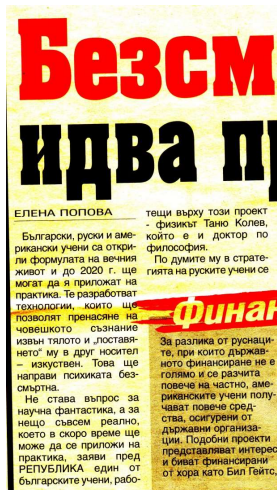 Безсм
идва п
ЕЛЕНА ПОПОВА
Български, руски и аме-
рикански учени са откри-
ли формулата на вечния
живот и до 2020 г. ще
могат да я приложат на
практика. Те разработват
технологии, които ще
позволят пренасяне на
човешкото съзнание
извън тялото и „поставя-
нето“ му в друг носител
– изкуствен. Това ще
направи психиката без-
смъртна.
Не става въпрос за
научна фантастика, а за
нещо съвсем реално,
което в скоро време ще
може да се приложи на
практика, заяви пред
РЕПУБЛИКА един от
българските учени, рабо-
тещи върху този проект
- физикът Таню Колев,
който е и доктор по
философия.
По думите му в страте-
гията на руските учени се
Финан
За разлика от руснаци-
те, при които държав-
ното финансиране не е
голямо и се разчита
повече на частно, аме-
риканските учени полу-
чават повече сред-
ства, осигурени от
държавни организа-
ции. Подобни проекти
представляват интерес
и биват финансирани
от хора като Бил Гейтс,